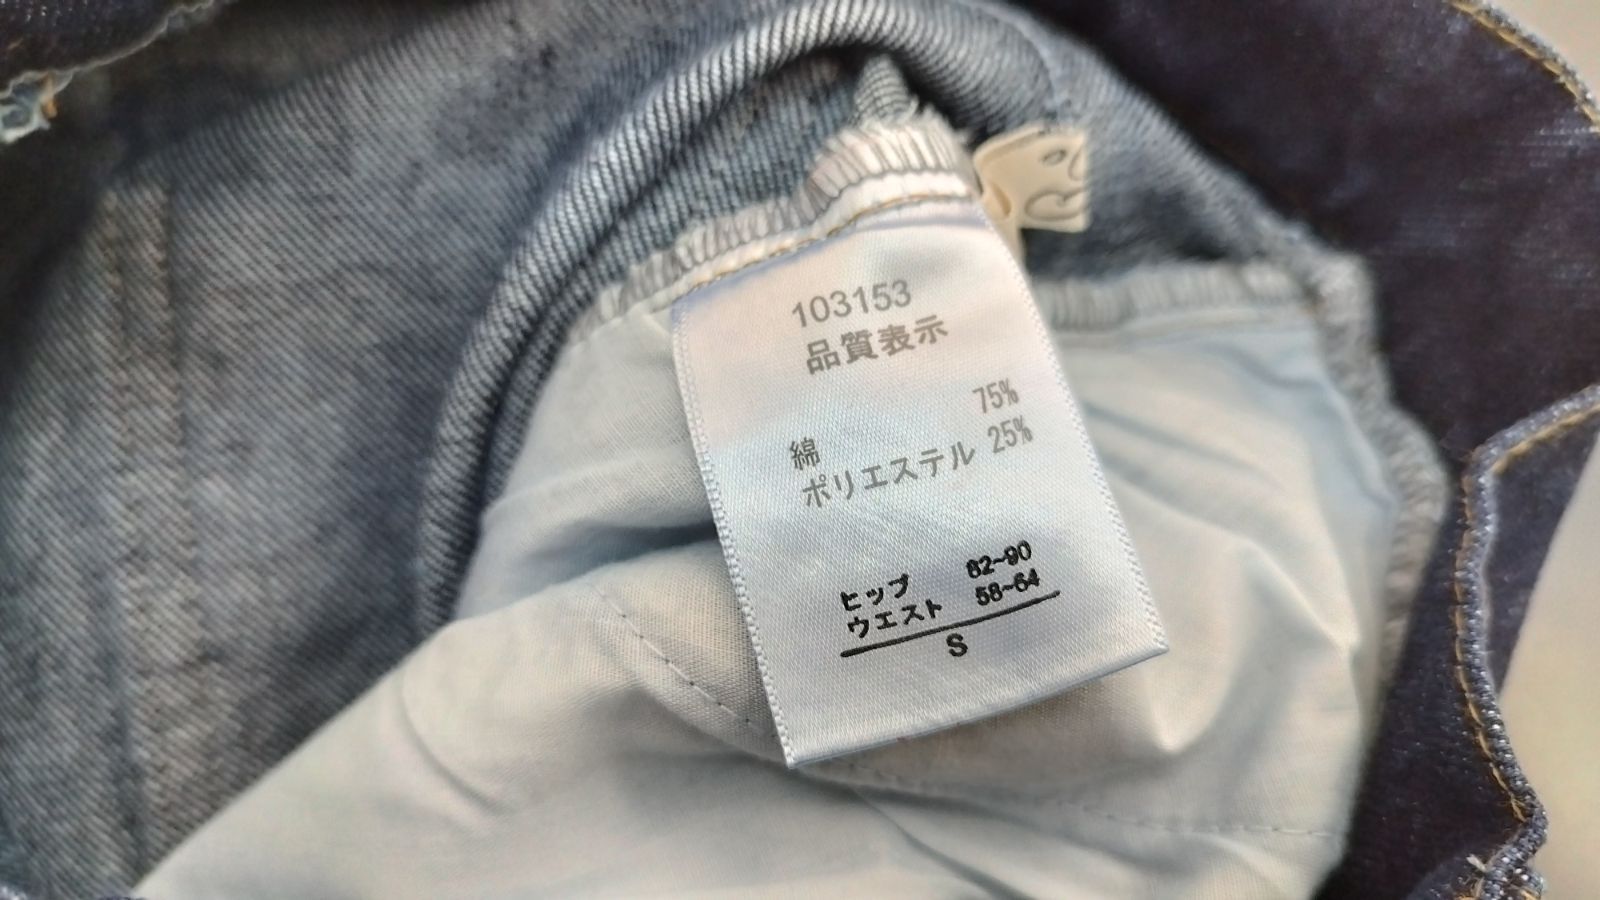 103153
品質表示
綿 75%
ポリエステル 25%
ヒップ 82~90
ウエスト 58~64
S